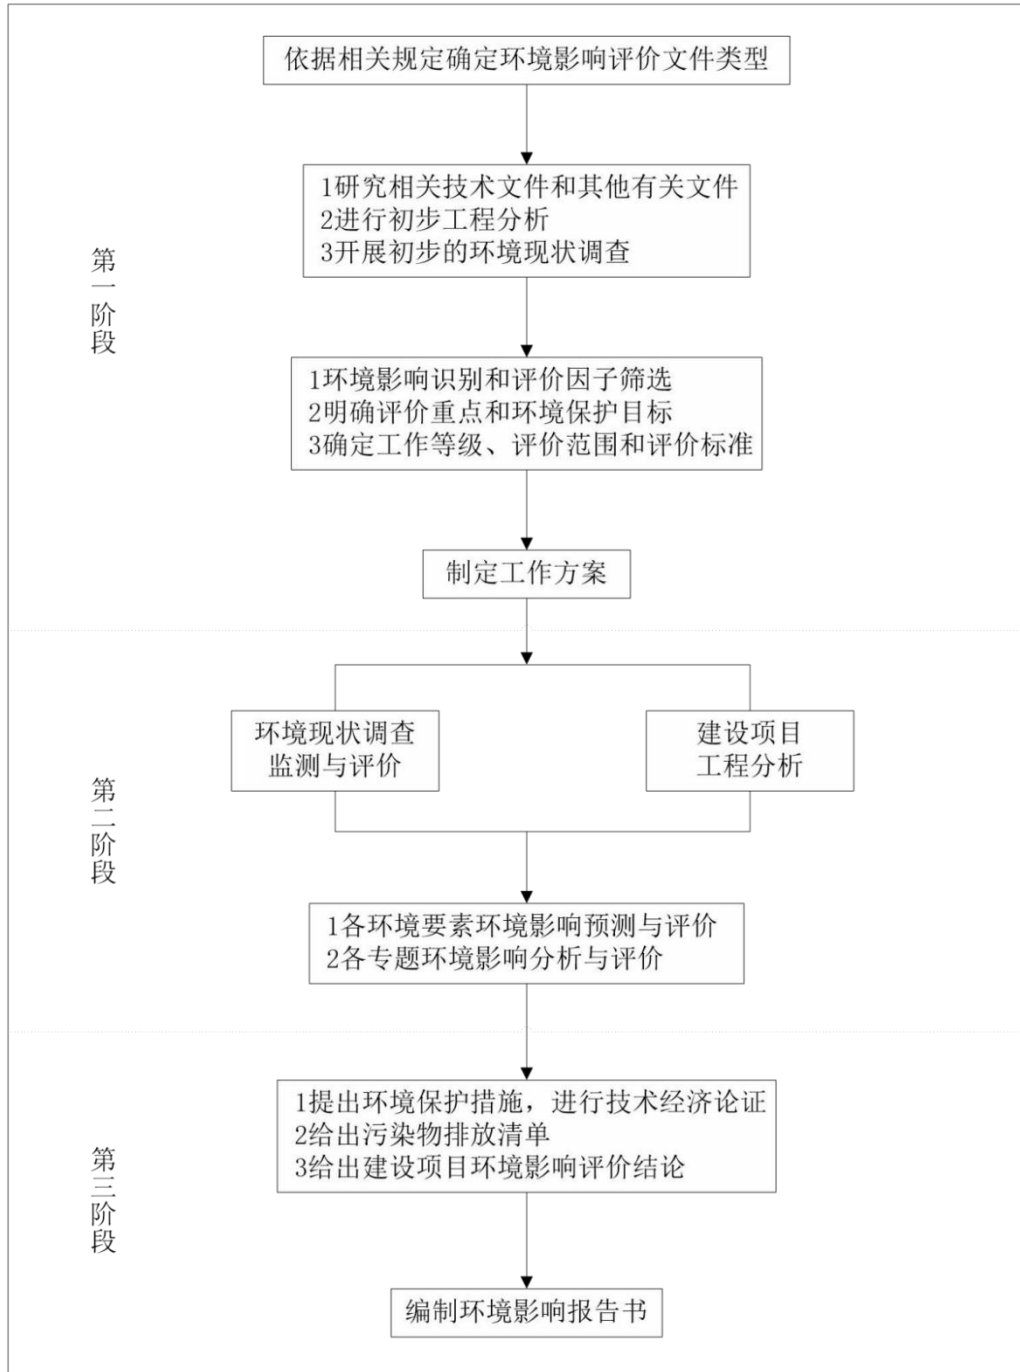 依据相关规定确定环境影响评价文件类型
1研究相关技术文件和其他有关文件
2进行初步工程分析
3开展初步的环境现状调查
第一阶段
1环境影响识别和评价因子筛选
2明确评价重点和环境保护目标
3确定工作等级、评价范围和评价标准
制定工作方案
环境现状调查
监测与评价
建设项目
工程分析
第二阶段
1各环境要素环境影响预测与评价
2各专题环境影响分析与评价
1提出环境保护措施，进行技术经济论证
2给出污染物排放清单
3给出建设项目环境影响评价结论
第三阶段
编制环境影响报告书